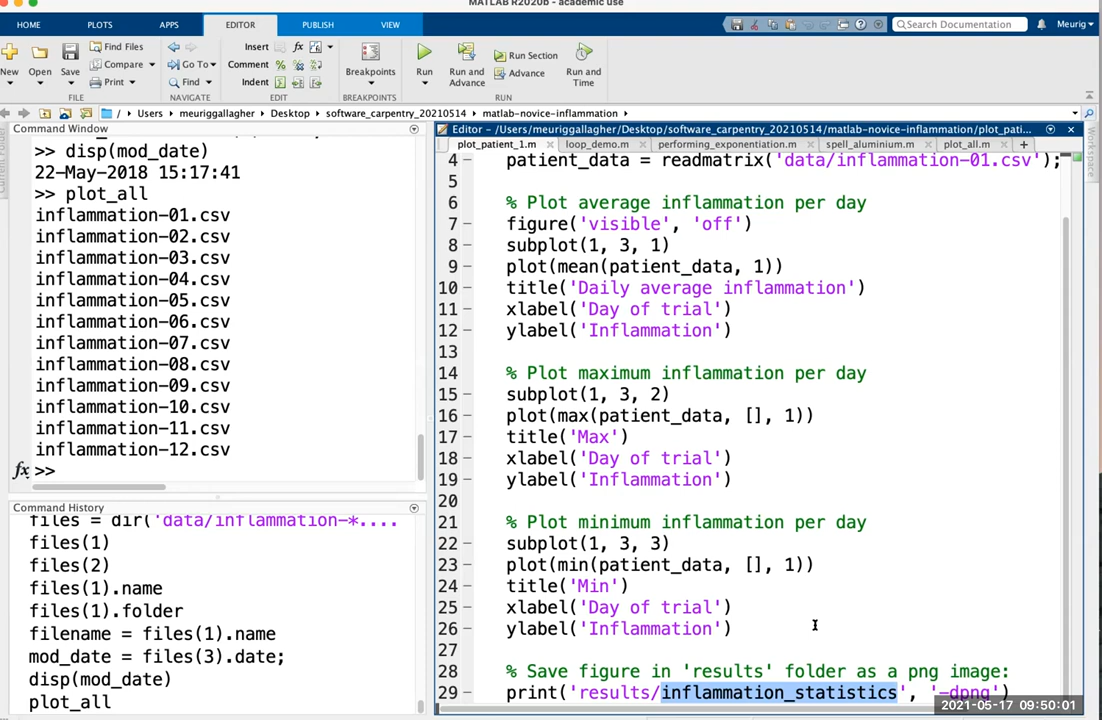 MATLAB R2020b - academic use
HOME PLOTS APPS EDITOR PUBLISH VIEW Search Documentation Meurig
New Open Save Find Files Compare Print Go To Find Insert fx Comment % Indent Breakpoints Run Run and Advance Run Section Advance Run and Time
FILE NAVIGATE EDIT BREAKPOINTS RUN
/ Users meuriggallagher Desktop software_carpentry_20210514 matlab-novice-inflammation
Command Window
>> disp(mod_date)
22-May-2018 15:17:41
>> plot_all
inflammation-01.csv
inflammation-02.csv
inflammation-03.csv
inflammation-04.csv
inflammation-05.csv
inflammation-06.csv
inflammation-07.csv
inflammation-08.csv
inflammation-09.csv
inflammation-10.csv
inflammation-11.csv
inflammation-12.csv
fx >>
Command History
files = dir('data/inflammation-*....
files(1)
files(2)
files(1).name
files(1).folder
filename = files(1).name
mod_date = files(3).date;
disp(mod_date)
plot_all
Editor - /Users/meuriggallagher/Desktop/software_carpentry_20210514/matlab-novice-inflammation/plot_pati...
plot_patient_1.m loop_demo.m performing_exponentiation.m spell_aluminium.m plot_all.m
4 patient_data = readmatrix('data/inflammation-01.csv');
5
6 % Plot average inflammation per day
7 figure('visible', 'off')
8 subplot(1, 3, 1)
9 plot(mean(patient_data, 1))
10 title('Daily average inflammation')
11 xlabel('Day of trial')
12 ylabel('Inflammation')
13
14 % Plot maximum inflammation per day
15 subplot(1, 3, 2)
16 plot(max(patient_data, [], 1))
17 title('Max')
18 xlabel('Day of trial')
19 ylabel('Inflammation')
20
21 % Plot minimum inflammation per day
22 subplot(1, 3, 3)
23 plot(min(patient_data, [], 1))
24 title('Min')
25 xlabel('Day of trial')
26 ylabel('Inflammation')
27
28 % Save figure in 'results' folder as a png image:
29 print('results/inflammation_statistics', '-dpng')
2021-05-17 09:50:01